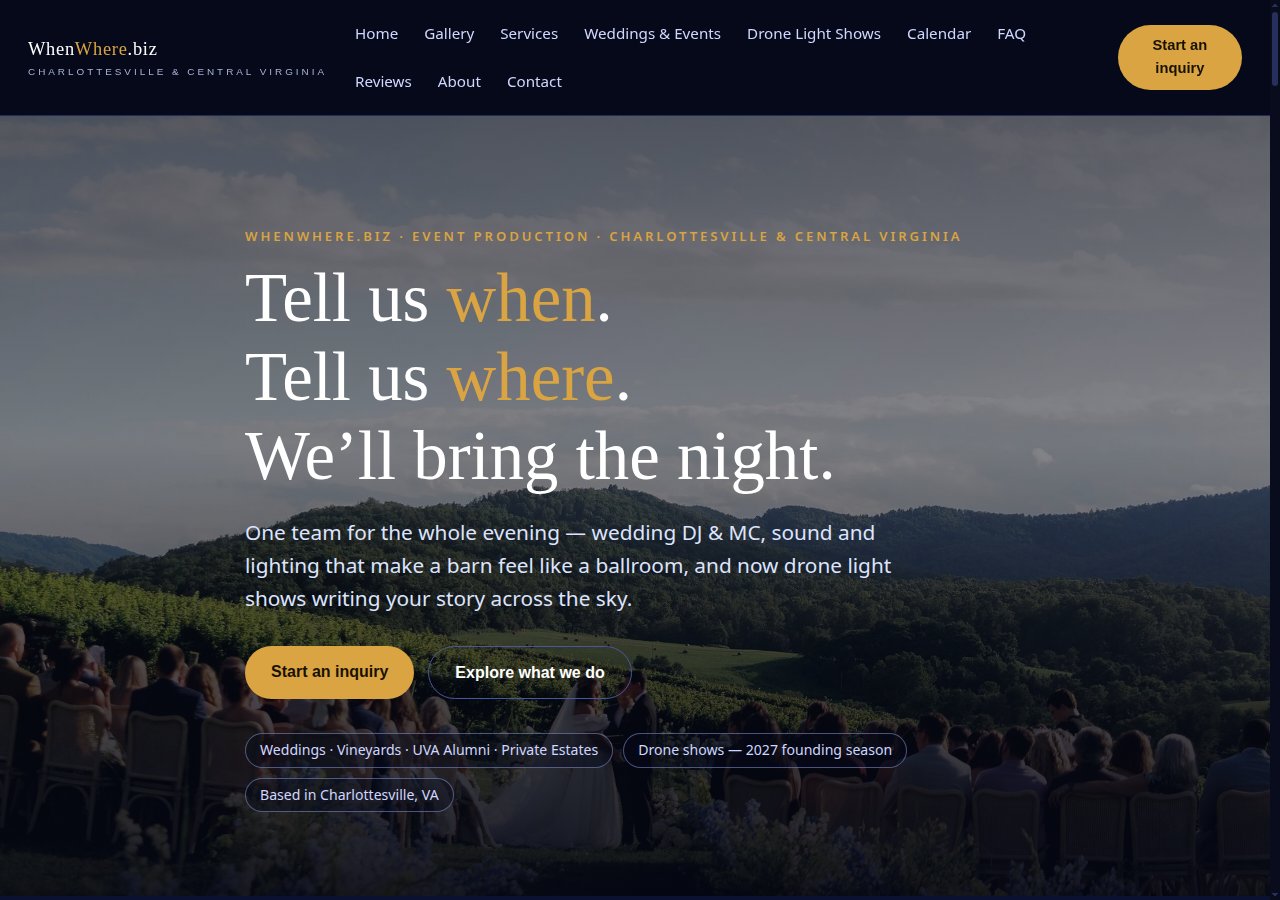 WhenWhere.biz
CHARLOTTESVILLE & CENTRAL VIRGINIA
Home Gallery Services Weddings & Events Drone Light Shows Calendar FAQ
Reviews About Contact
Start an
inquiry
WHENWHERE.BIZ · EVENT PRODUCTION · CHARLOTTESVILLE & CENTRAL VIRGINIA
Tell us when.
Tell us where.
We’ll bring the night.
One team for the whole evening — wedding DJ & MC, sound and
lighting that make a barn feel like a ballroom, and now drone light
shows writing your story across the sky.
Start an inquiry Explore what we do
Weddings · Vineyards · UVA Alumni · Private Estates Drone shows — 2027 founding season
Based in Charlottesville, VA